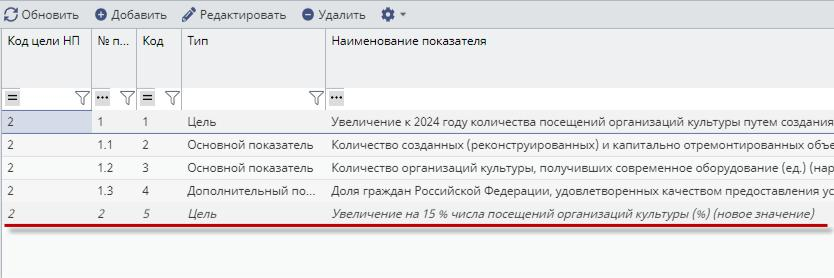 Обновить Добавить Редактировать Удалить
Код цели НП № п... Код Тип Наименование показателя
= ... = ...
2 1 1 Цель Увеличение к 2024 году количества посещений организаций культуры путем создания
2 1.1 2 Основной показатель Количество созданных (реконструированных) и капитально отремонтированных объе
2 1.2 3 Основной показатель Количество организаций культуры, получивших современное оборудование (ед.) (нар
2 1.3 4 Дополнительный по... Доля граждан Российской Федерации, удовлетворенных качеством предоставления ус
2 2 5 Цель Увеличение на 15 % числа посещений организаций культуры (%) (новое значение)